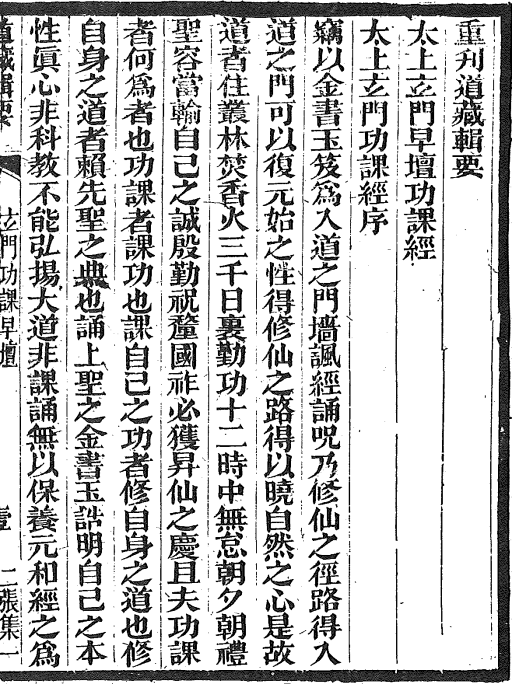 重刋道藏輯要
太上玄門早壇功課經
太上玄門功課經序
竊以金書玉笈爲入道之門墻諷經誦呪乃修仙之徑路得入
道之門可以復元始之性得修仙之路得以曉自然之心是故
道者住叢林焚香火三千日裏勤功十二時中無怠朝夕朝禮
聖容當輸自己之誠殷勤祝釐國祚必獲昇仙之慶且夫功課
者何爲者也功課者課功也課自己之功者修自身之道也修
自身之道者賴先聖之典也誦上聖之金書玉誥明自己之本
性眞心非科教不能弘揚大道非課誦無以保養元和經之爲
道藏輯要
玄門功課早壇
壹
二張集一